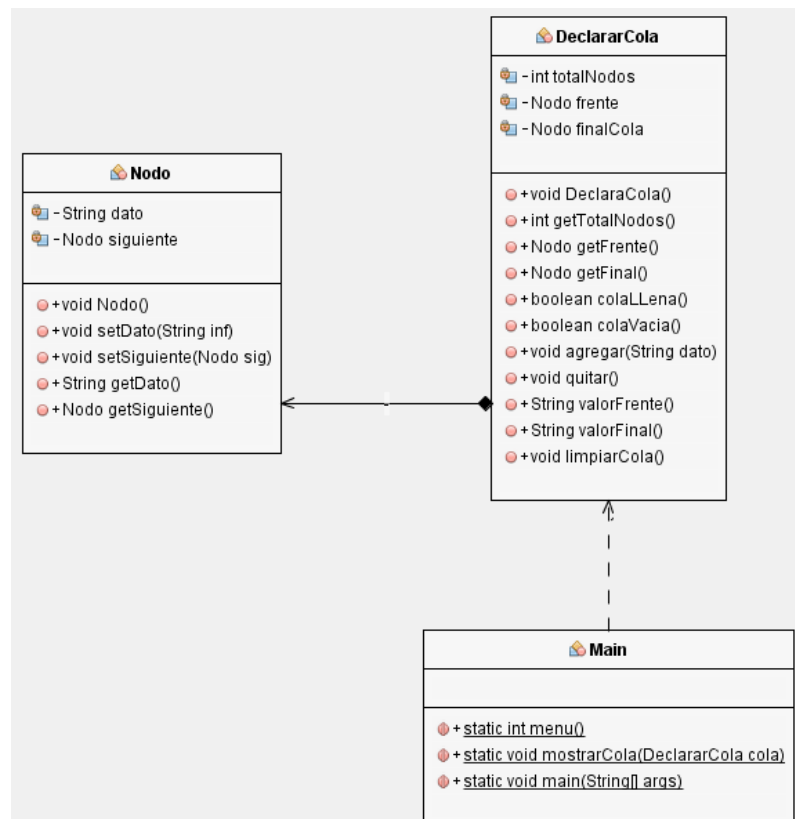 DeclararCola
- int totalNodos
- Nodo frente
- Nodo finalCola
+ void DeclaraCola()
+ int getTotalNodos()
+ Nodo getFrente()
+ Nodo getFinal()
+ boolean colaLLena()
+ boolean colaVacia()
+ void agregar(String dato)
+ void quitar()
+ String valorFrente()
+ String valorFinal()
+ void limpiarCola()
Nodo
- String dato
- Nodo siguiente
+ void Nodo()
+ void setDato(String inf)
+ void setSiguiente(Nodo sig)
+ String getDato()
+ Nodo getSiguiente()
Main
+ static int menu()
+ static void mostrarCola(DeclararCola cola)
+ static void main(String[] args)